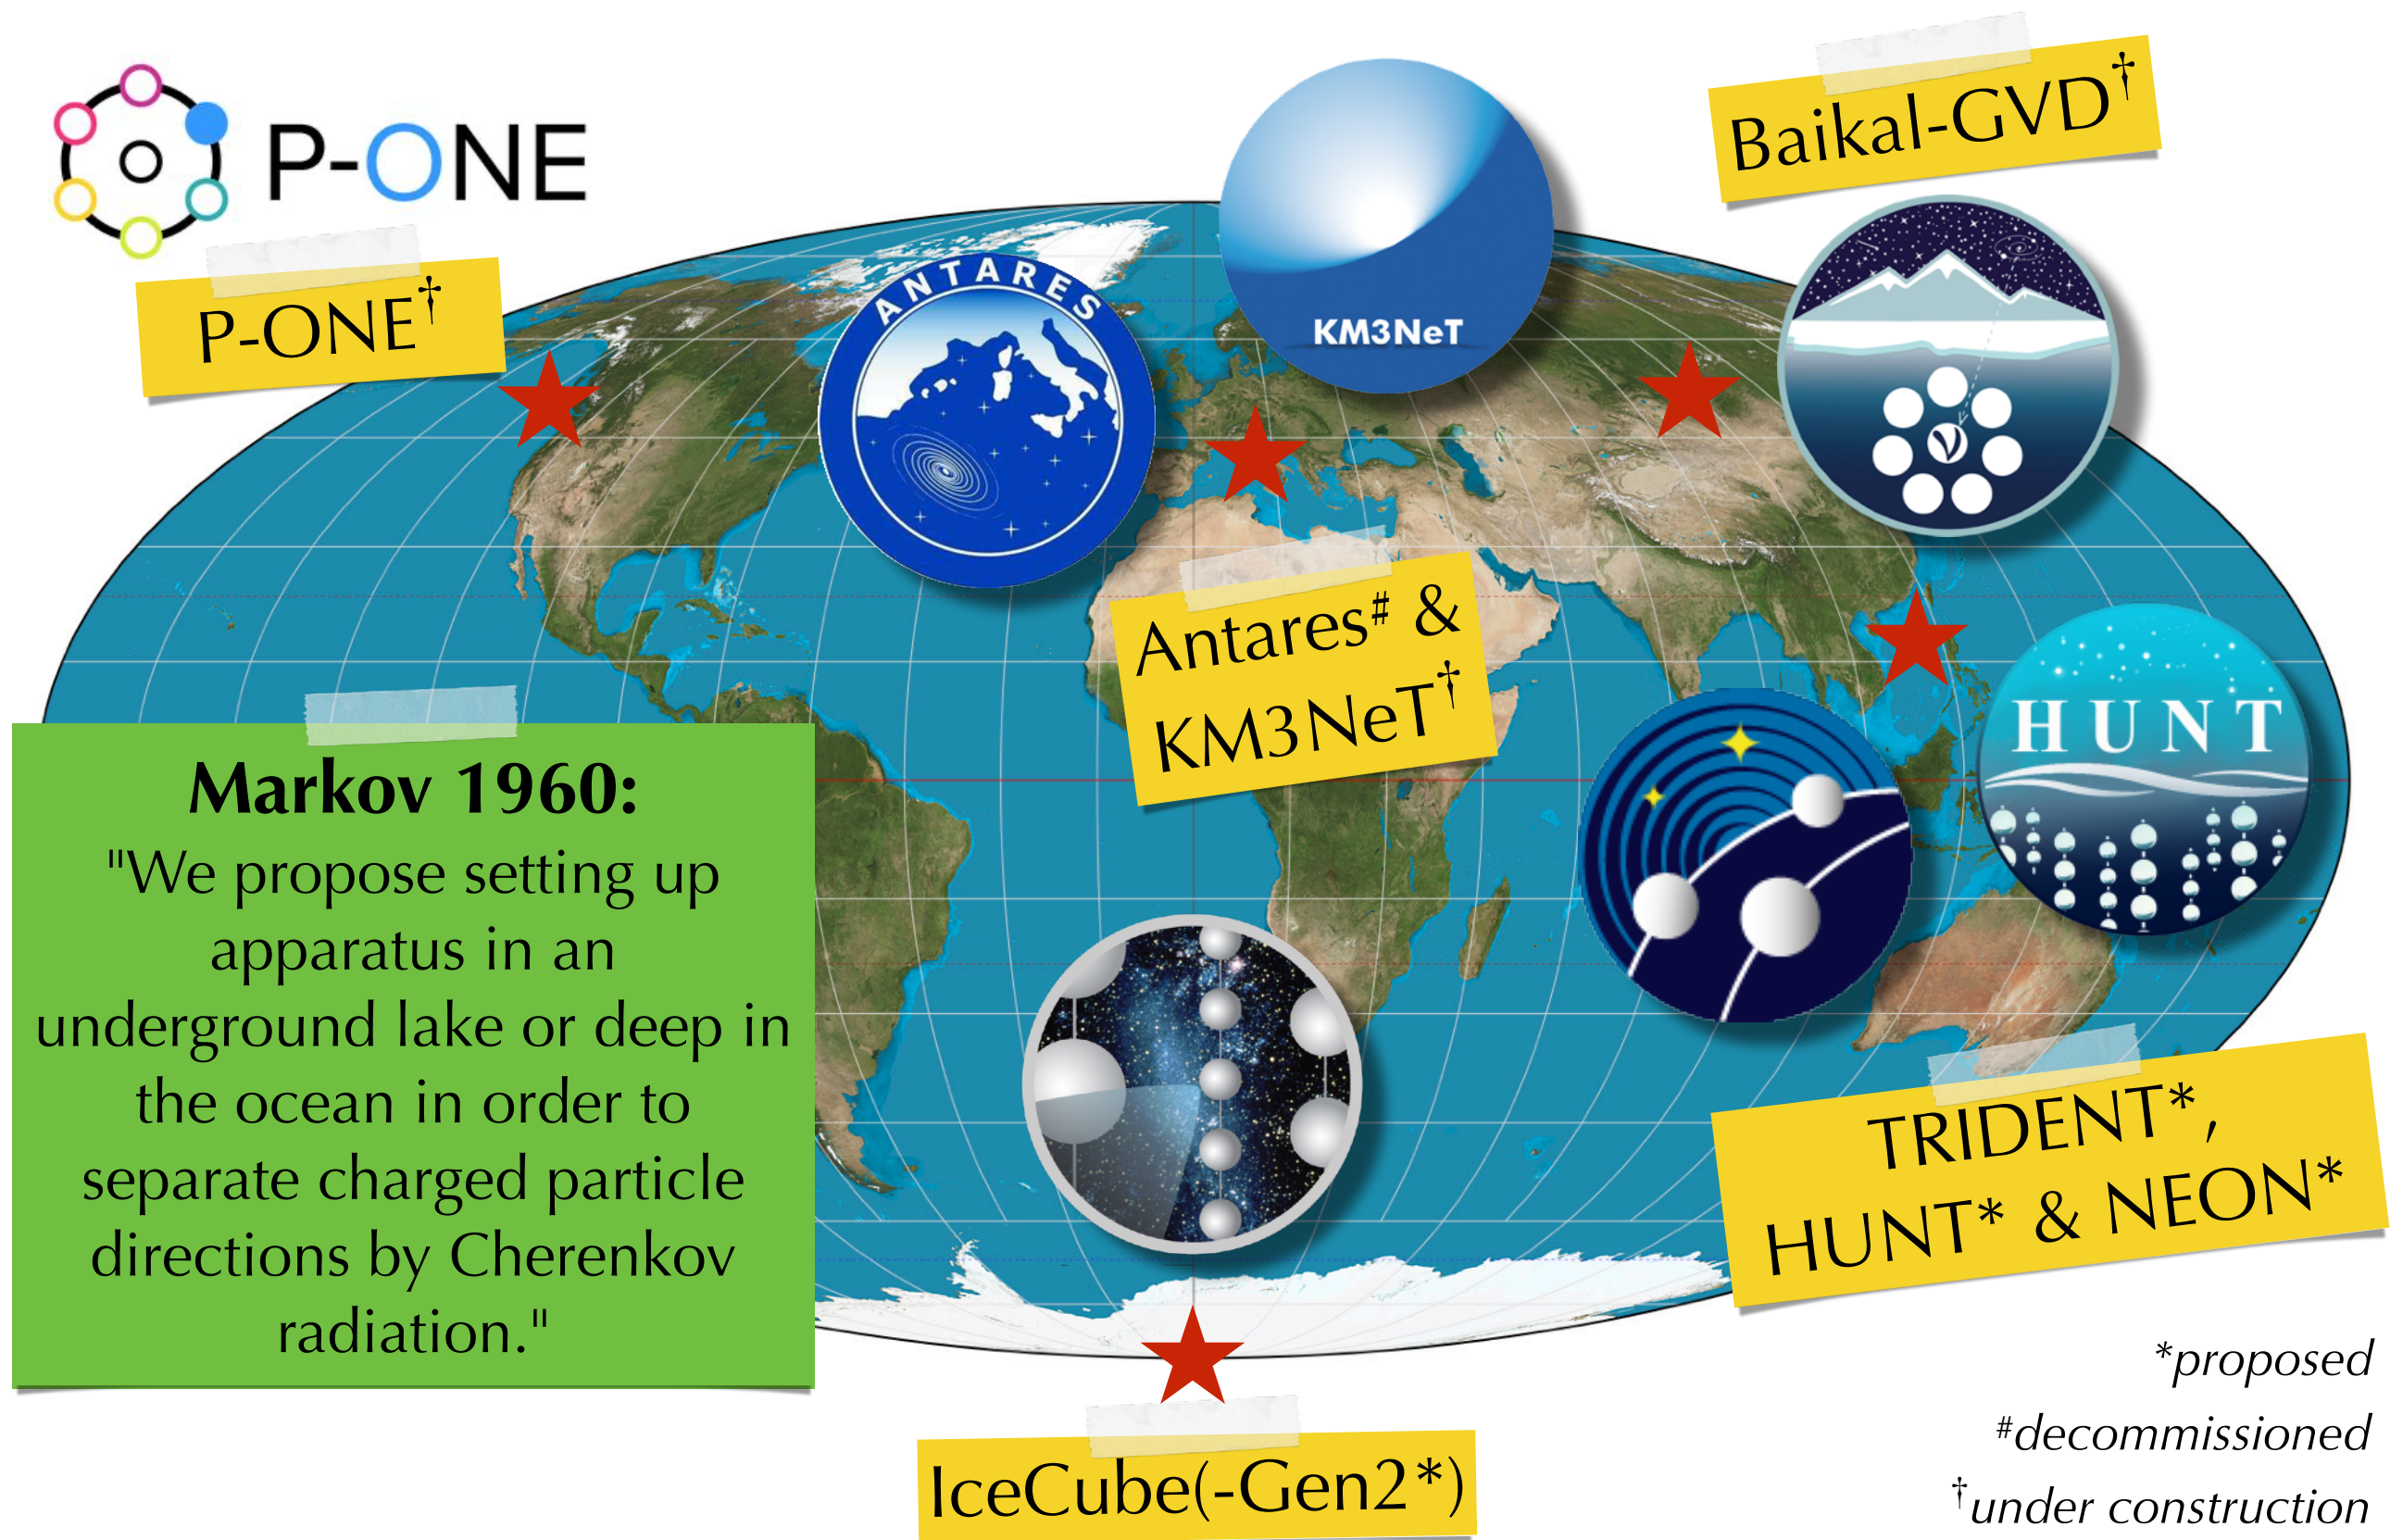 P-ONE
P-ONE†
ANTARES
KM3NeT
Baikal-GVD†
ν
Antares# &
KM3NeT†
HUNT
Markov 1960:
"We propose setting up
apparatus in an
underground lake or deep in
the ocean in order to
separate charged particle
directions by Cherenkov
radiation."
TRIDENT*,
HUNT* & NEON*
IceCube(-Gen2*)
*proposed
#decommissioned
†under construction